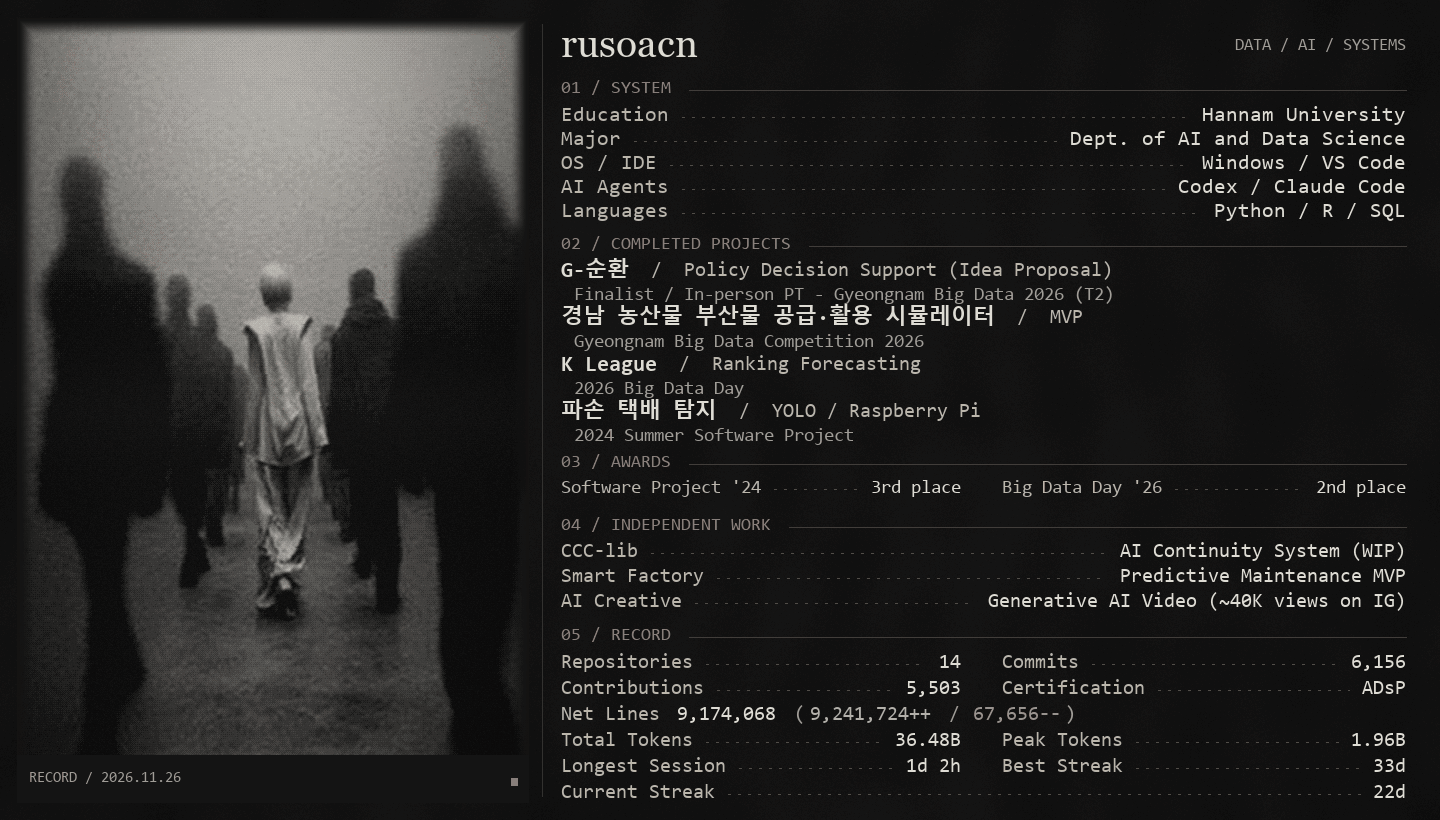 rusoacn
DATA / AI / SYSTEMS
01 / SYSTEM
Education Hannam University
Major Dept. of AI and Data Science
OS / IDE Windows / VS Code
AI Agents Codex / Claude Code
Languages Python / R / SQL
02 / COMPLETED PROJECTS
G-순환 / Policy Decision Support (Idea Proposal)
Finalist / In-person PT - Gyeongnam Big Data 2026 (T2)
경남 농산물 부산물 공급·활용 시뮬레이터 / MVP
Gyeongnam Big Data Competition 2026
K League / Ranking Forecasting
2026 Big Data Day
파손 택배 탐지 / YOLO / Raspberry Pi
2024 Summer Software Project
03 / AWARDS
Software Project '24 3rd place Big Data Day '26 2nd place
04 / INDEPENDENT WORK
CCC-lib AI Continuity System (WIP)
Smart Factory Predictive Maintenance MVP
AI Creative Generative AI Video (~40K views on IG)
05 / RECORD
Repositories 14 Commits 6,156
Contributions 5,503 Certification ADsP
Net Lines 9,174,068 (9,241,724++ / 67,656--)
Total Tokens 36.48B Peak Tokens 1.96B
Longest Session 1d 2h Best Streak 33d
Current Streak 22d
RECORD / 2026.11.26